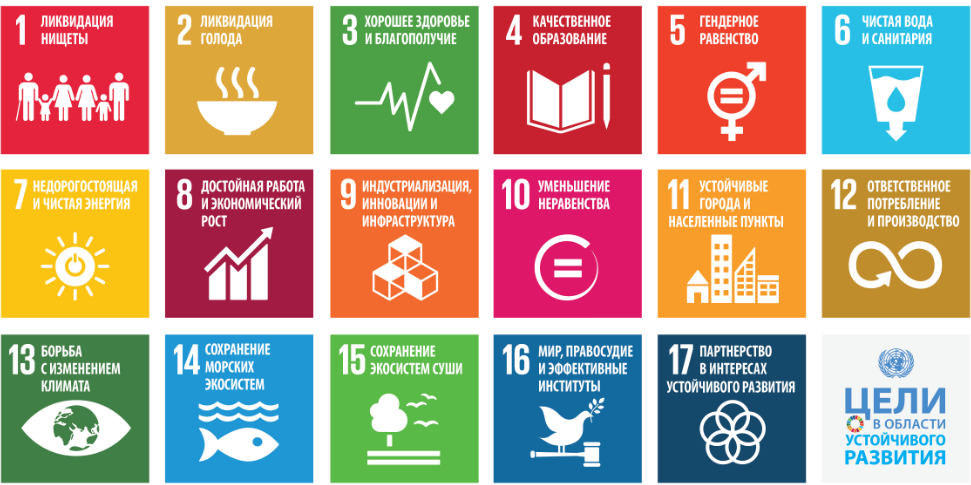 1 ЛИКВИДАЦИЯ
НИЩЕТЫ
2 ЛИКВИДАЦИЯ
ГОЛОДА
3 ХОРОШЕЕ ЗДОРОВЬЕ
И БЛАГОПОЛУЧИЕ
4 КАЧЕСТВЕННОЕ
ОБРАЗОВАНИЕ
5 ГЕНДЕРНОЕ
РАВЕНСТВО
6 ЧИСТАЯ ВОДА
И САНИТАРИЯ
7 НЕДОРОГОСТОЯЩАЯ
И ЧИСТАЯ ЭНЕРГИЯ
8 ДОСТОЙНАЯ РАБОТА
И ЭКОНОМИЧЕСКИЙ
РОСТ
9 ИНДУСТРИАЛИЗАЦИЯ,
ИННОВАЦИИ И
ИНФРАСТРУКТУРА
10 УМЕНЬШЕНИЕ
НЕРАВЕНСТВА
11 УСТОЙЧИВЫЕ
ГОРОДА И
НАСЕЛЕННЫЕ ПУНКТЫ
12 ОТВЕТСТВЕННОЕ
ПОТРЕБЛЕНИЕ
И ПРОИЗВОДСТВО
13 БОРЬБА
С ИЗМЕНЕНИЕМ
КЛИМАТА
14 СОХРАНЕНИЕ
МОРСКИХ
ЭКОСИСТЕМ
15 СОХРАНЕНИЕ
ЭКОСИСТЕМ СУШИ
16 МИР, ПРАВОСУДИЕ
И ЭФФЕКТИВНЫЕ
ИНСТИТУТЫ
17 ПАРТНЕРСТВО
В ИНТЕРЕСАХ
УСТОЙЧИВОГО РАЗВИТИЯ
ЦЕЛИ
В ОБЛАСТИ
УСТОЙЧИВОГО
РАЗВИТИЯ